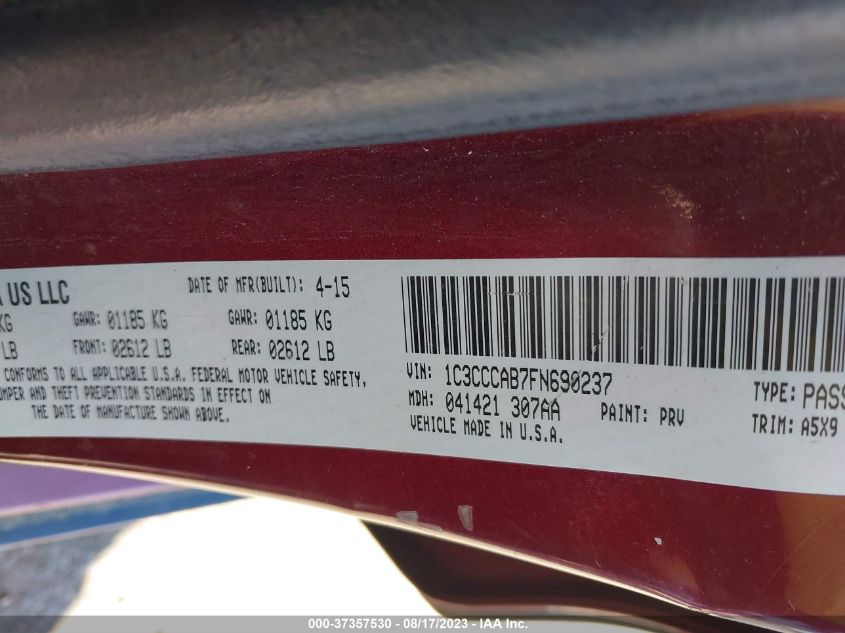 A US LLC DATE OF MFR(BUILT): 4-15
KG GAWR: 01185 KG GAWR: 01185 KG
LB FRONT: 02612 LB REAR: 02612 LB
CONFORMS TO ALL APPLICABLE U.S.A. FEDERAL MOTOR VEHICLE SAFETY,
UMPER AND THEFT PREVENTION STANDARDS IN EFFECT ON
THE DATE OF MANUFACTURE SHOWN ABOVE.
VIN: 1C3CCCAB7FN690237 TYPE: PASS
MDH: 041421 307AA PAINT: PRV TRIM: A5X9
VEHICLE MADE IN U.S.A.
000-37357530 - 08/17/2023 - IAA Inc.